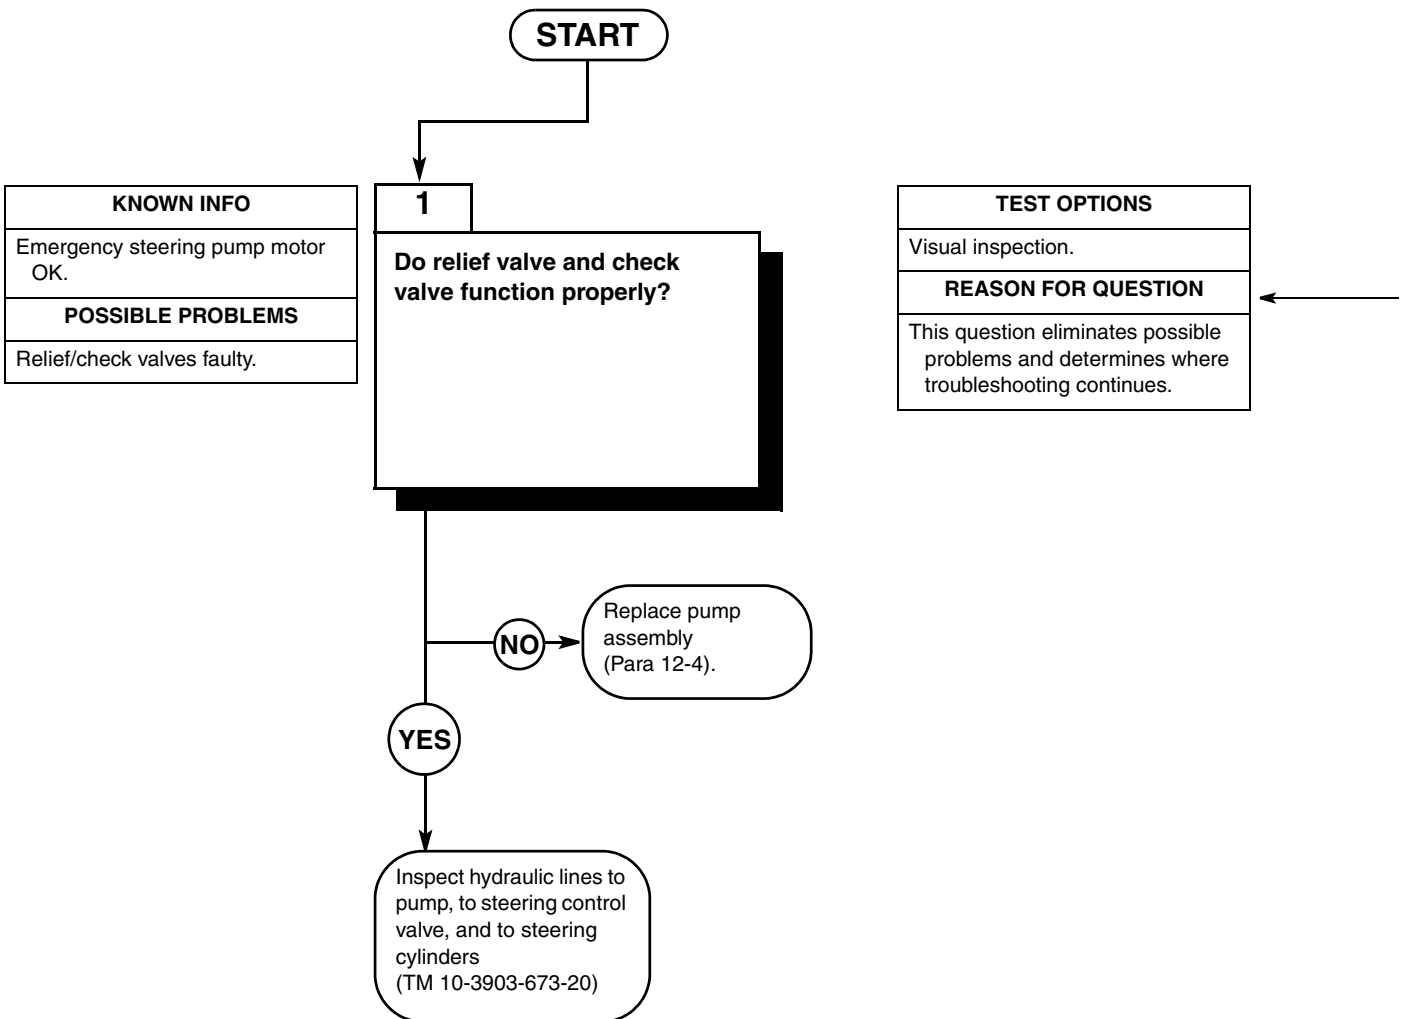 START
KNOWN INFO
Emergency steering pump motor
OK.
POSSIBLE PROBLEMS
Relief/check valves faulty.
1
Do relief valve and check
valve function properly?
TEST OPTIONS
Visual inspection.
REASON FOR QUESTION
This question eliminates possible
problems and determines where
troubleshooting continues.
NO
Replace pump
assembly
(Para 12-4).
YES
Inspect hydraulic lines to
pump, to steering control
valve, and to steering
cylinders
(TM 10-3903-673-20)